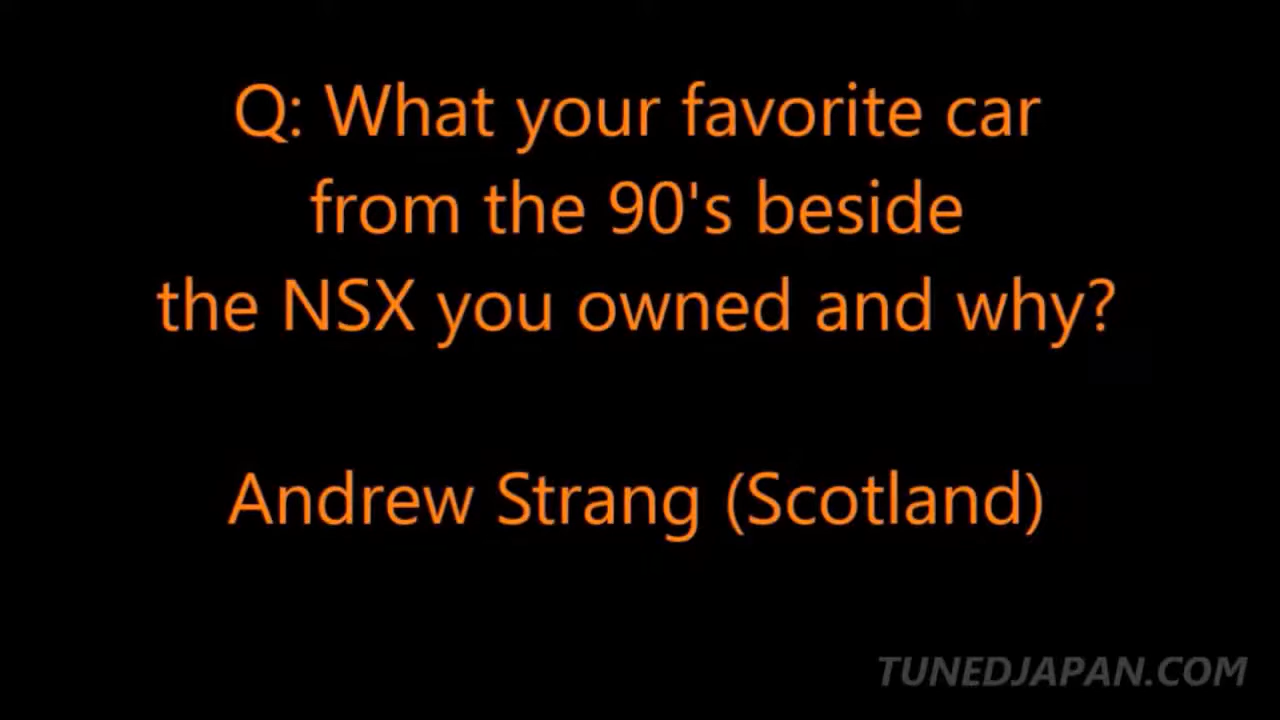 Q: What your favorite car
from the 90's beside
the NSX you owned and why?
Andrew Strang (Scotland)
TUNEDJAPAN.COM